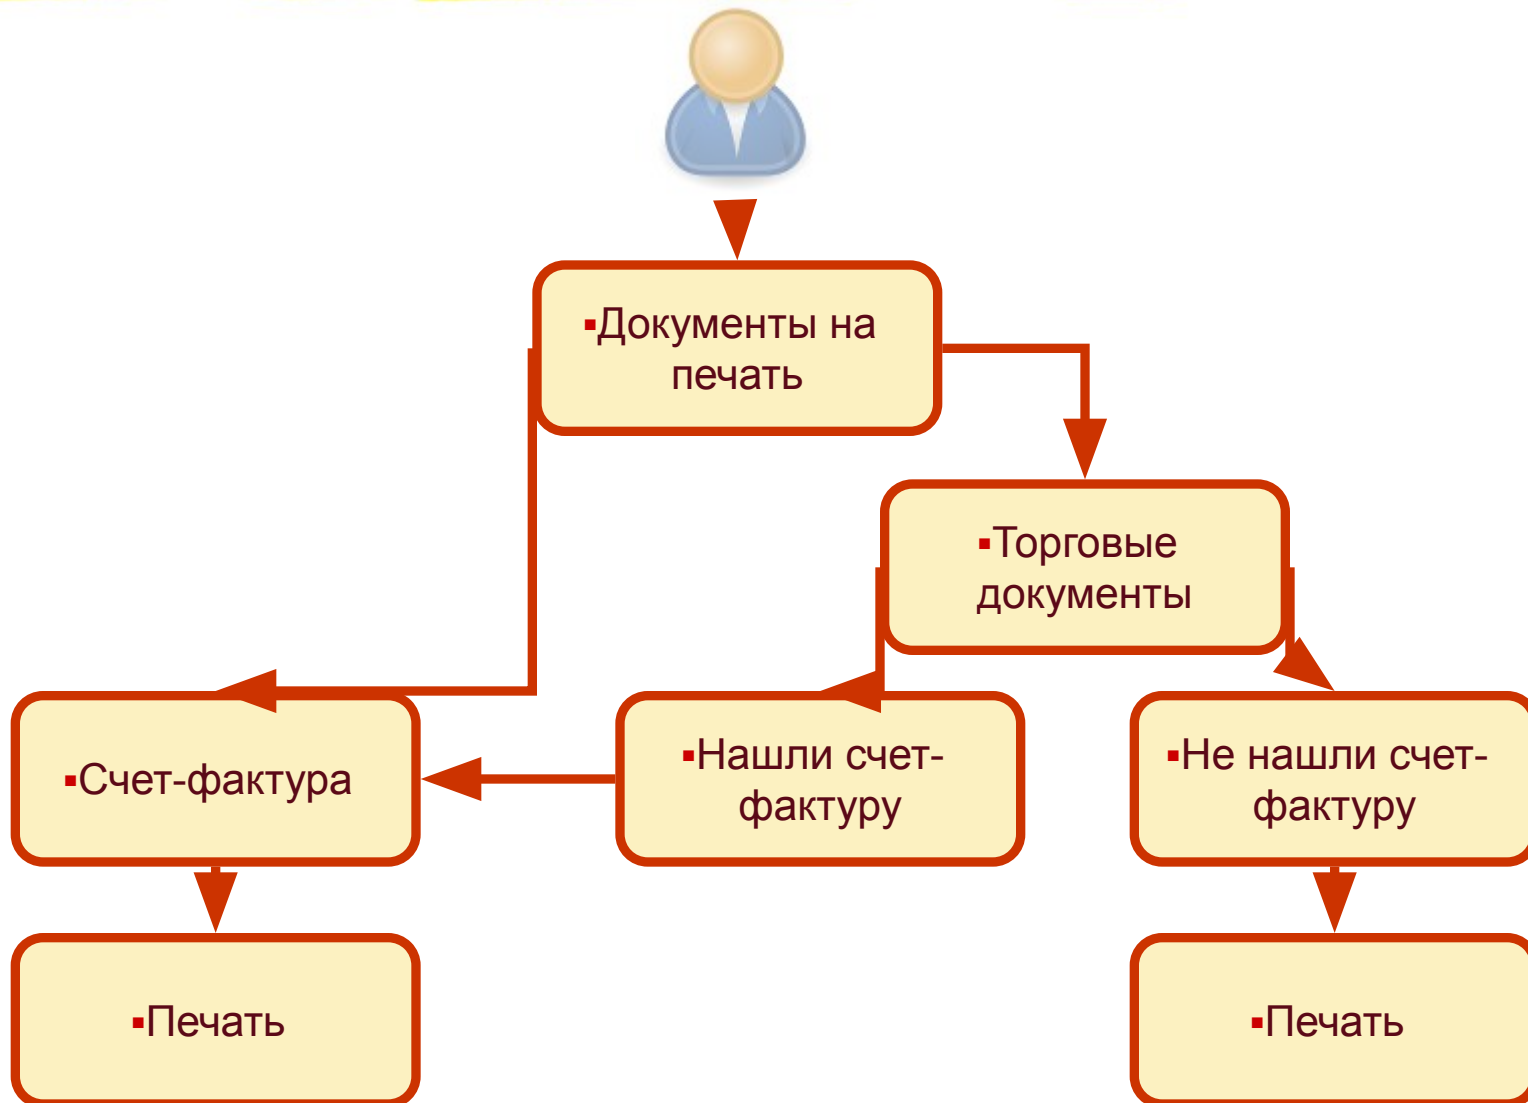 ▪Документы на
печать
▪Торговые
документы
▪Счет-фактура
▪Нашли счет-
фактуру
▪Не нашли счет-
фактуру
▪Печать
▪Печать